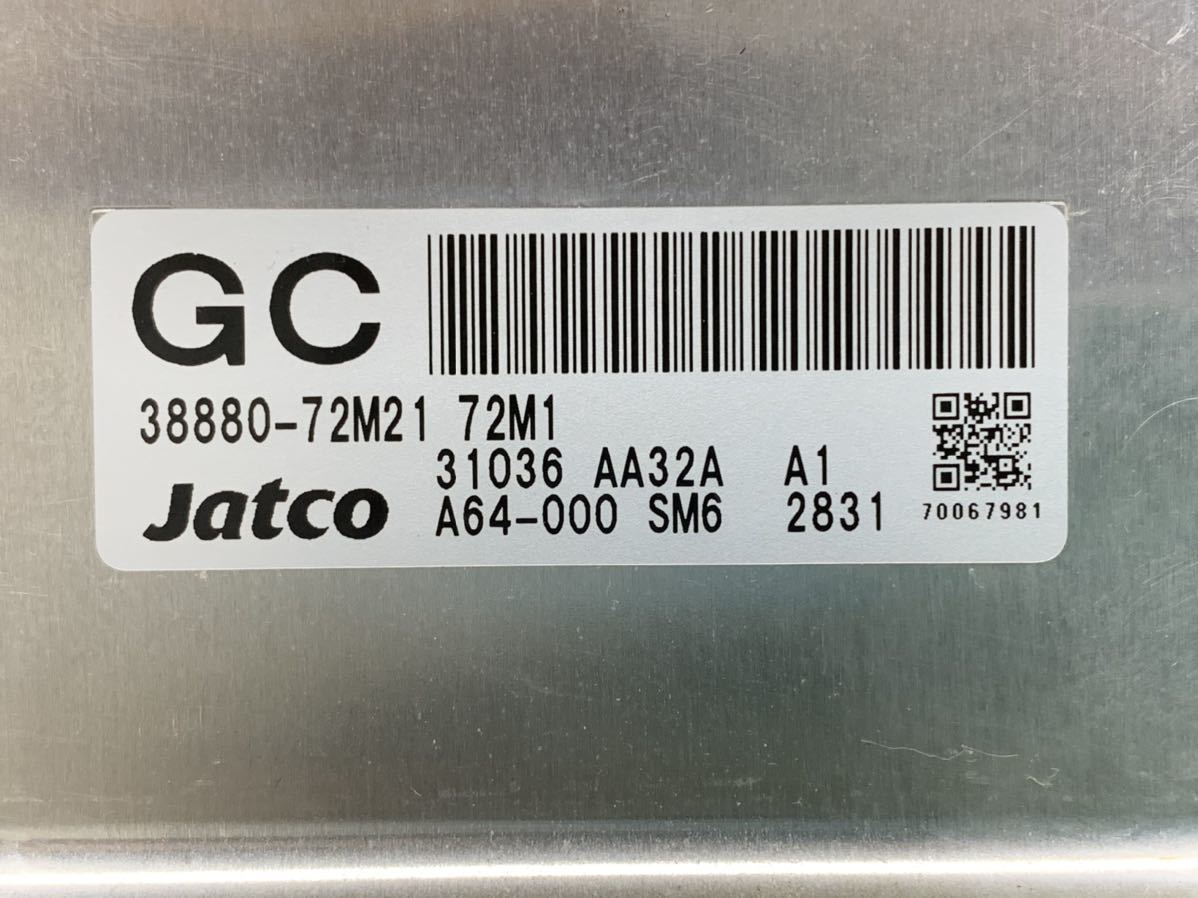 GC
38880-72M21 72M1
31036 AA32A A1
Jatco A64-000 SM6 2831
70067981